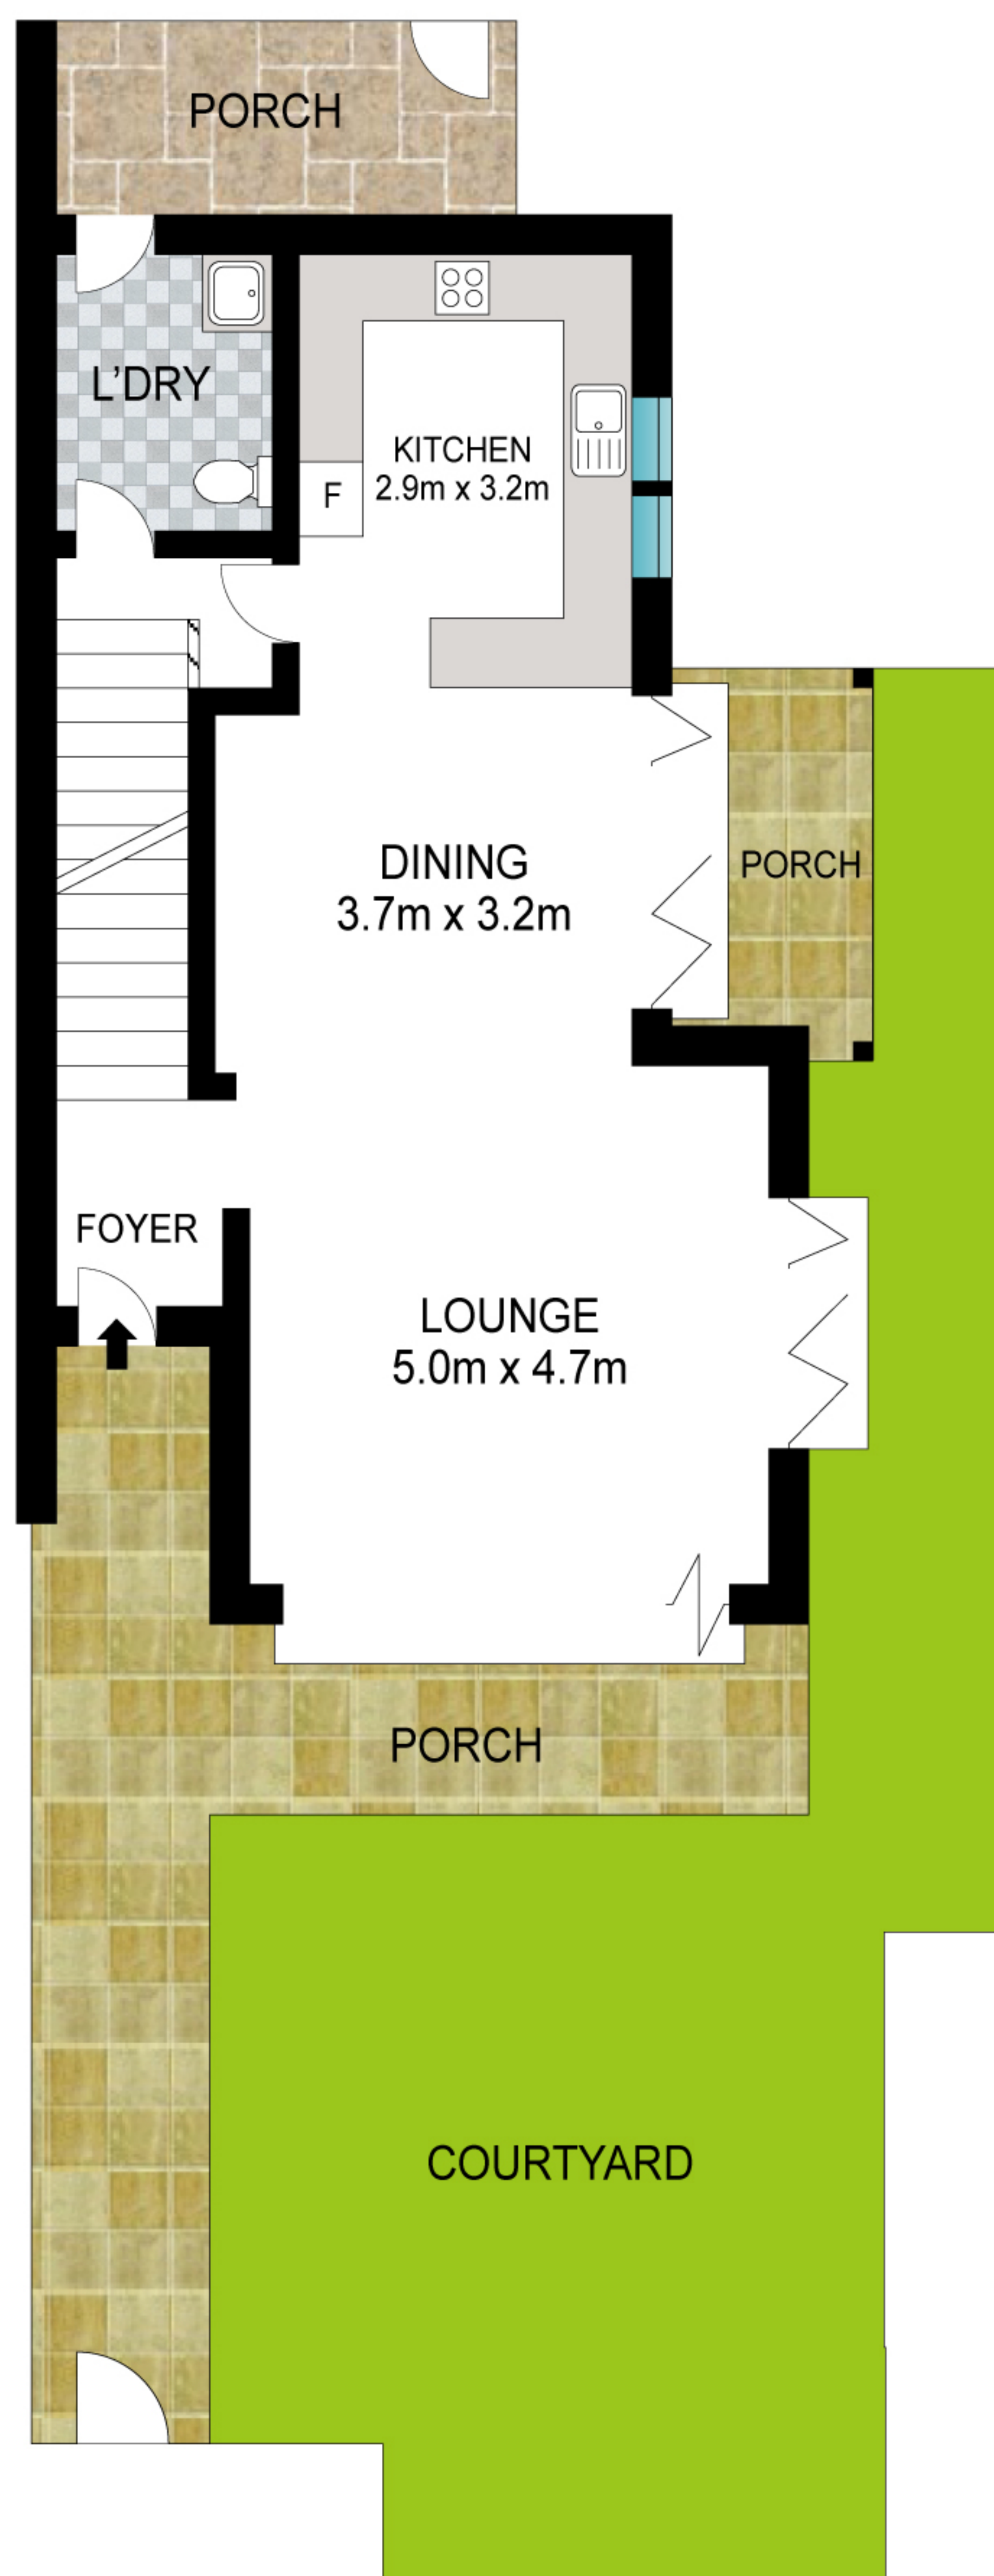 PORCH
L'DRY
KITCHEN
2.9m x 3.2m
F
DINING
3.7m x 3.2m
PORCH
FOYER
LOUNGE
5.0m x 4.7m
PORCH
COURTYARD